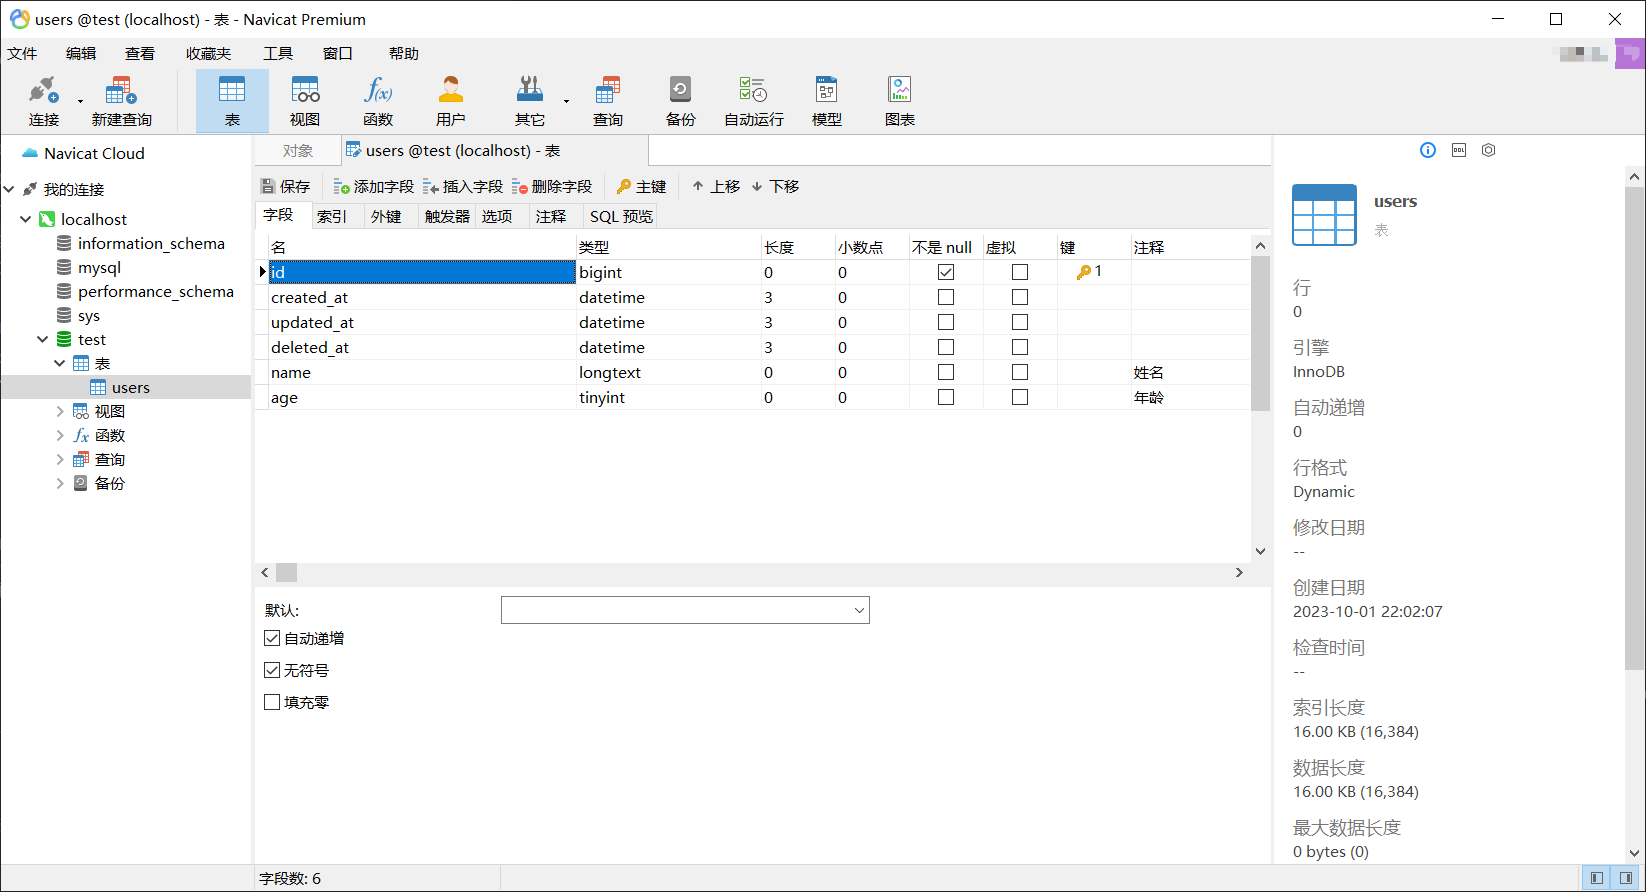 users @test (localhost) - 表 - Navicat Premium
文件 编辑 查看 收藏夹 工具 窗口 帮助
连接 新建查询 表 视图 函数 用户 其它 查询 备份 自动运行 模型 图表
Navicat Cloud
我的连接
localhost
information_schema
mysql
performance_schema
sys
test
表
users
视图
函数
查询
备份
对象 users @test (localhost) - 表
保存 添加字段 插入字段 删除字段 主键 上移 下移
字段 索引 外键 触发器 选项 注释 SQL 预览
名 类型 长度 小数点 不是 null 虚拟 键 注释
id bigint 0 0 1
created_at datetime 3 0
updated_at datetime 3 0
deleted_at datetime 3 0
name longtext 0 0 姓名
age tinyint 0 0 年龄
默认:
自动递增
无符号
填充零
users
表
行
0
引擎
InnoDB
自动递增
0
行格式
Dynamic
修改日期
--
创建日期
2023-10-01 22:02:07
检查时间
--
索引长度
16.00 KB (16,384)
数据长度
16.00 KB (16,384)
最大数据长度
0 bytes (0)
字段数: 6